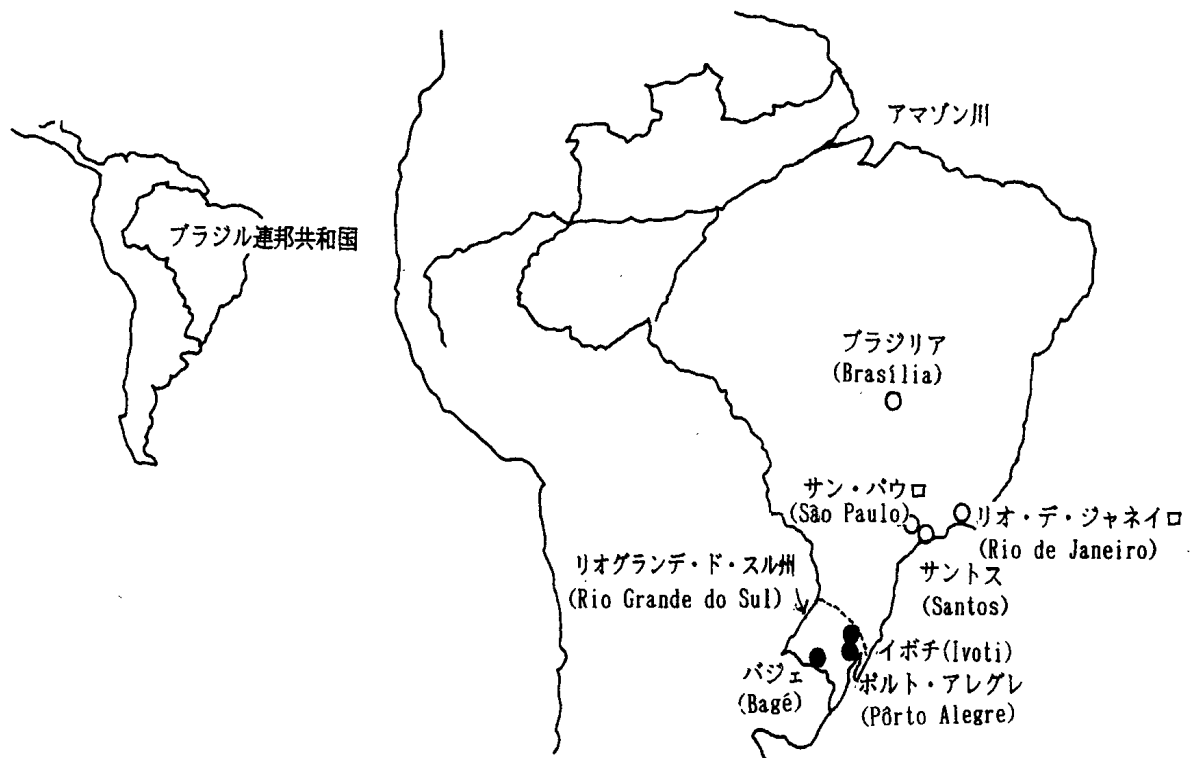 アマゾン川
ブラジル連邦共和国
ブラジリア
(Brasília)
サン・パウロ
(São Paulo)
リオ・デ・ジャネイロ
(Rio de Janeiro)
サントス
(Santos)
リオグランデ・ド・スル州
(Rio Grande do Sul)
イボチ(Ivoti)
バジェ
(Bagé)
ポルト・アレグレ
(Pôrto Alegre)